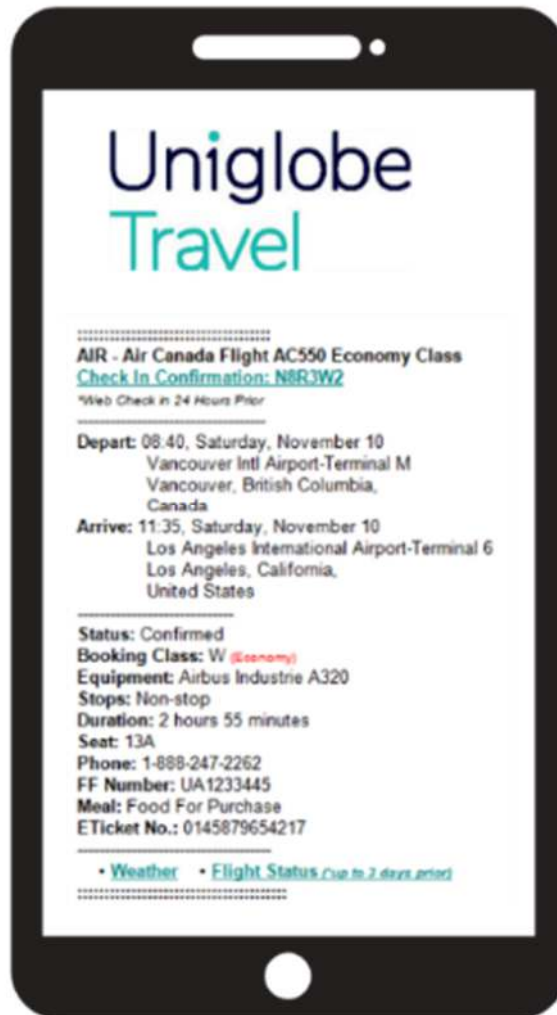 Uniglobe
Travel
AIR - Air Canada Flight AC550 Economy Class
Check In Confirmation: N8R3W2
*Web Check in 24 Hours Prior
Depart: 08:40, Saturday, November 10
Vancouver Intl Airport-Terminal M
Vancouver, British Columbia,
Canada
Arrive: 11:35, Saturday, November 10
Los Angeles International Airport-Terminal 6
Los Angeles, California,
United States
Status: Confirmed
Booking Class: W (Economy)
Equipment: Airbus Industrie A320
Stops: Non-stop
Duration: 2 hours 55 minutes
Seat: 13A
Phone: 1-888-247-2262
FF Number: UA1233445
Meal: Food For Purchase
ETicket No.: 0145879654217
• Weather • Flight Status (*up to 3 days prior)